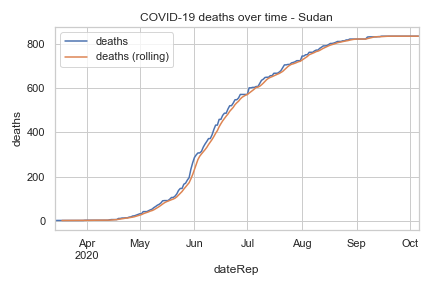 COVID-19 deaths over time - Sudan
deaths
deaths (rolling)
800
600
400
200
0
deaths
Apr May Jun Jul Aug Sep Oct
2020
dateRep